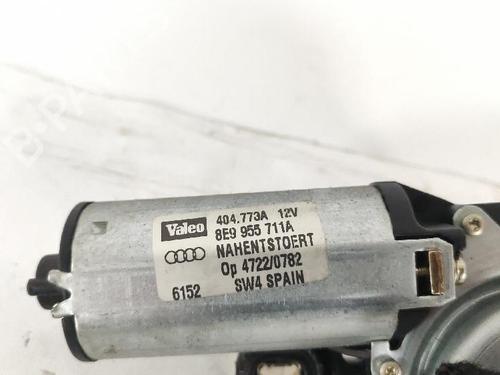 Valeo 404.773A 12V
8E9 955 711A
NAHENTSTOERT
Op 4722/0782
6152 SW4 SPAIN